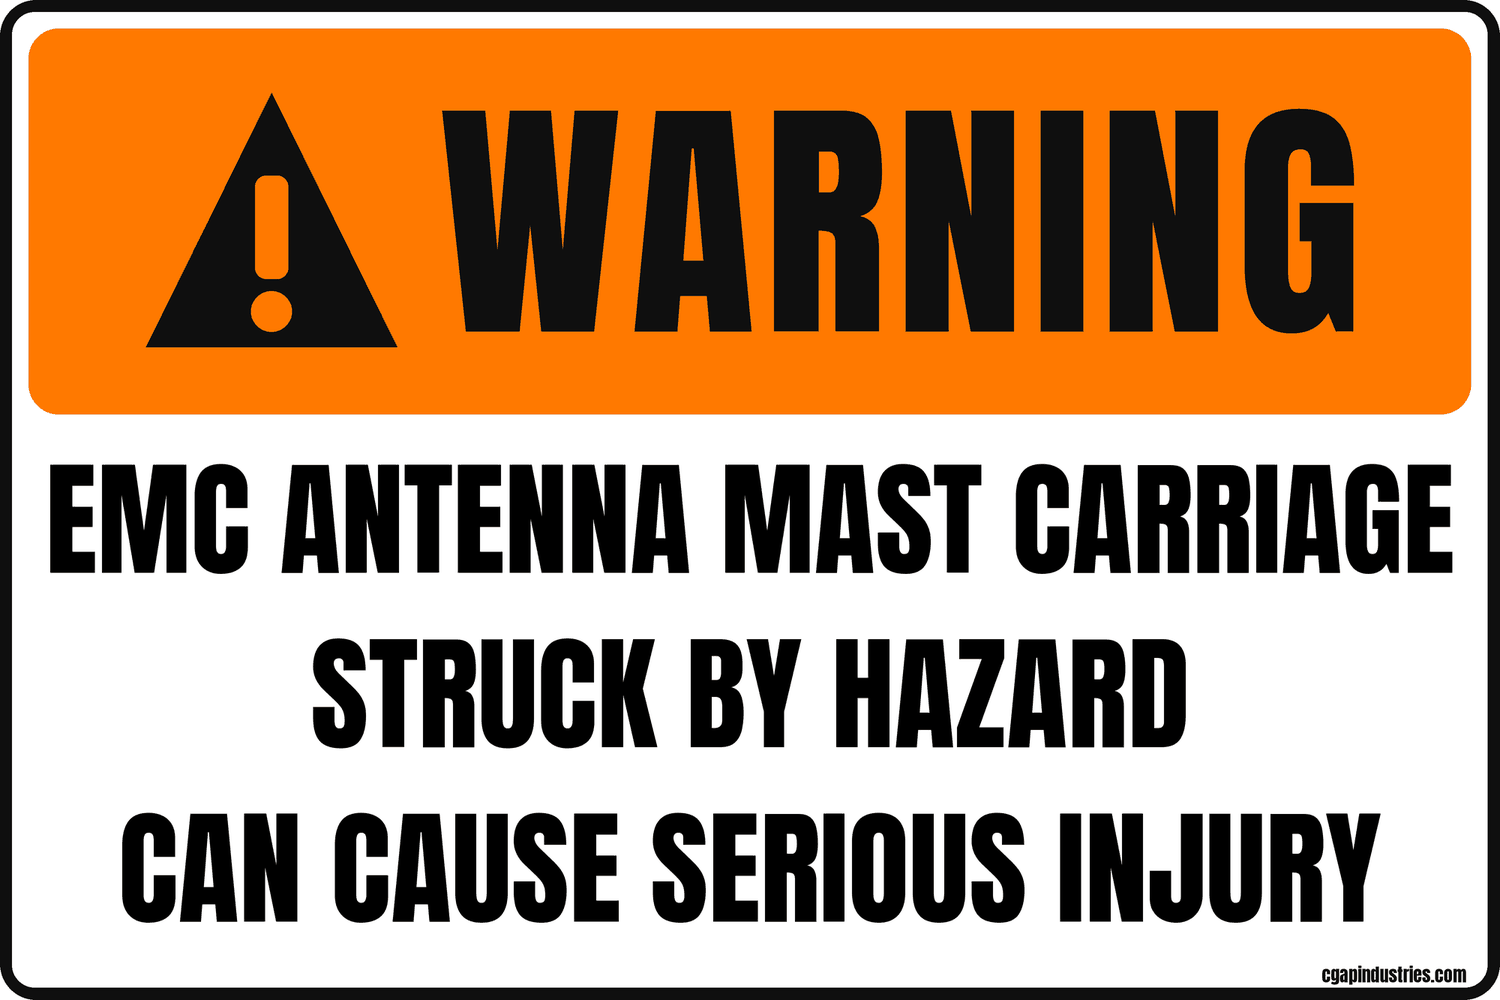 WARNING
EMC ANTENNA MAST CARRIAGE
STRUCK BY HAZARD
CAN CAUSE SERIOUS INJURY
cgapindustries.com